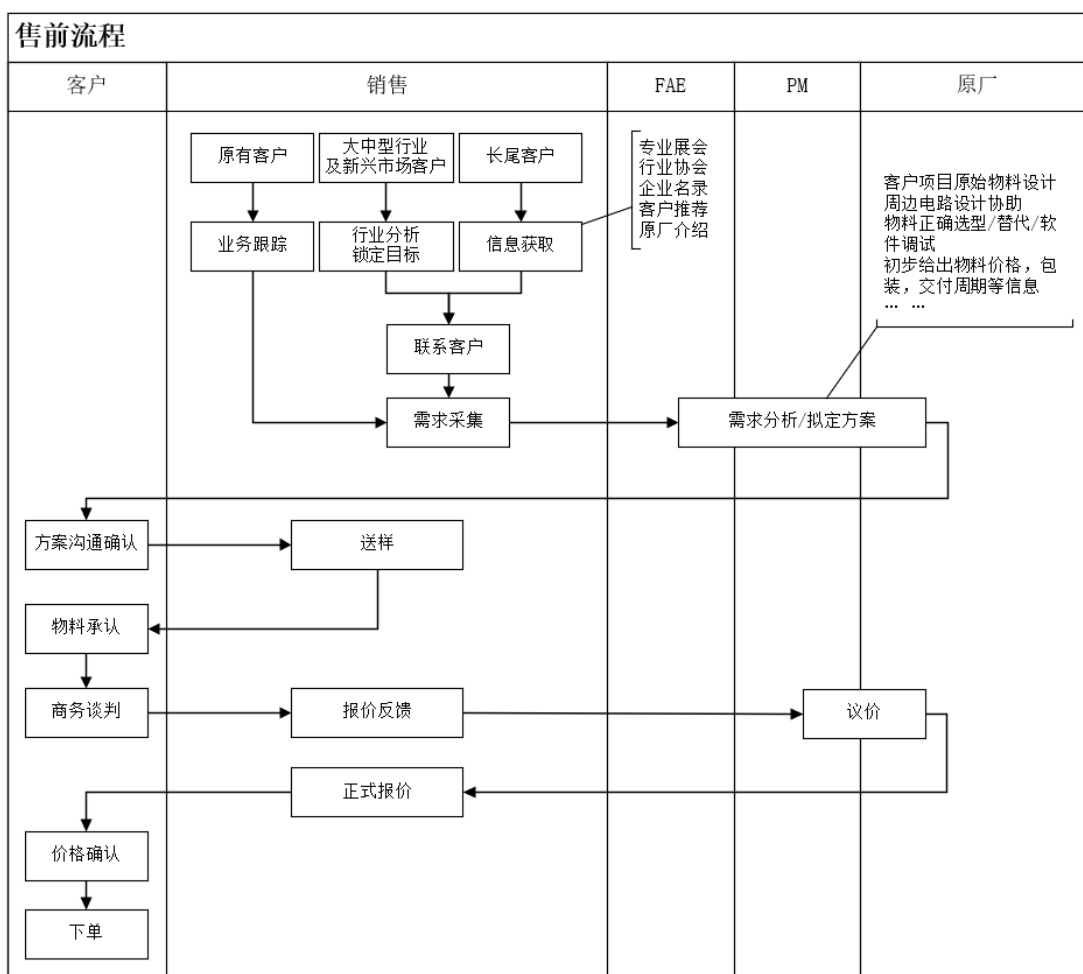 售前流程
客户
销售
FAE
PM
原厂
原有客户
大中型行业
及新兴市场客户
长尾客户
专业展会
行业协会
企业名录
客户推荐
原厂介绍
客户项目原始物料设计
周边电路设计协助
物料正确选型/替代/软
件调试
初步给出物料价格，包
装，交付周期等信息
… …
业务跟踪
行业分析
锁定目标
信息获取
联系客户
需求采集
需求分析/拟定方案
方案沟通确认
送样
物料承认
商务谈判
报价反馈
议价
正式报价
价格确认
下单